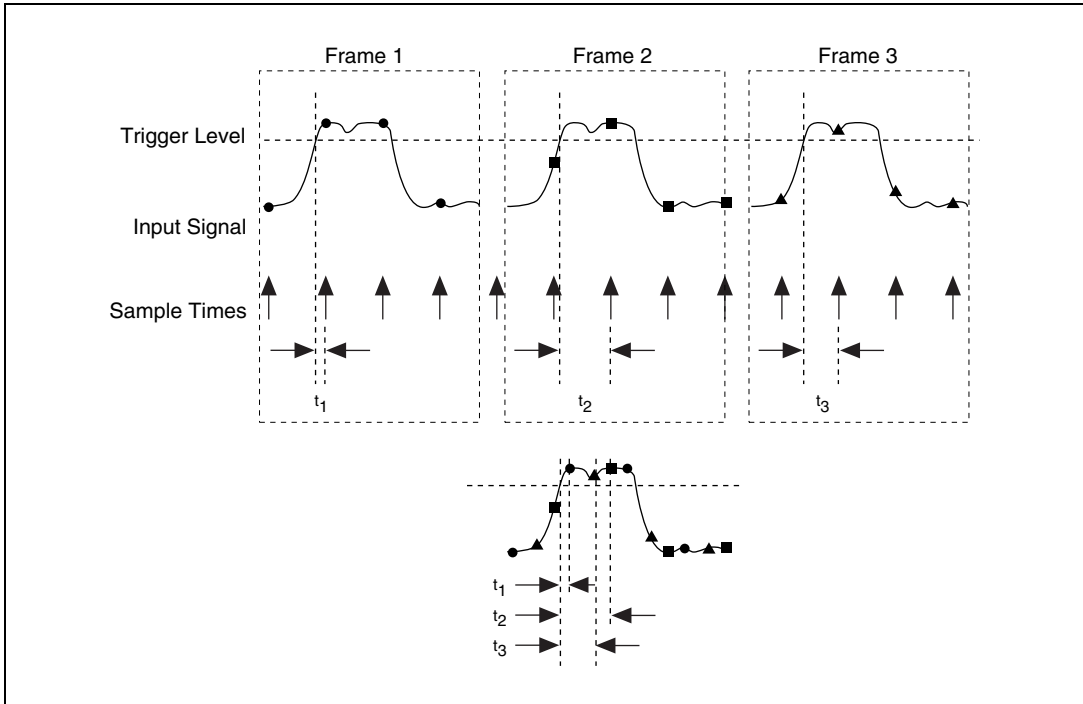 Frame 1
Frame 2
Frame 3
Trigger Level
Input Signal
Sample Times
t1
t2
t3
t1
t2
t3